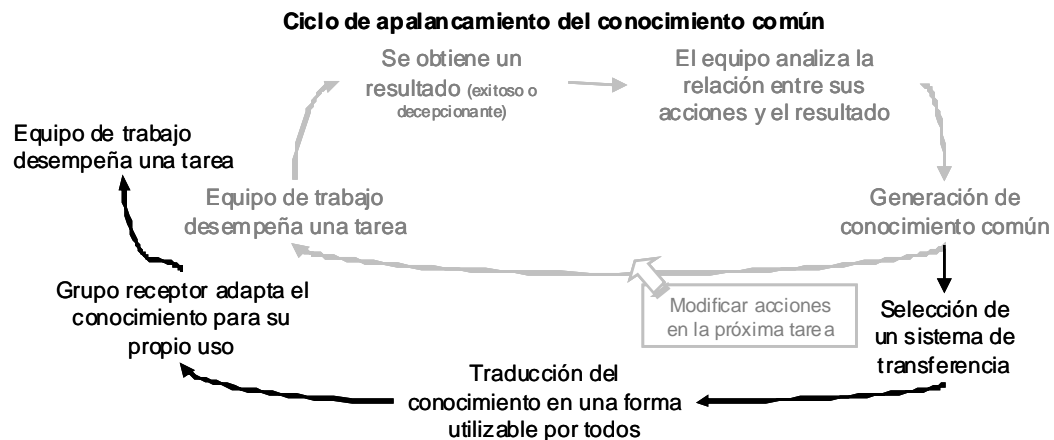 Ciclo de apalancamiento del conocimiento común
Se obtiene un
resultado (exitoso o
decepcionante)
El equipo analiza la
relación entre sus
acciones y el resultado
Equipo de trabajo
desempeña una tarea
Equipo de trabajo
desempeña una tarea
Generación de
conocimiento común
Grupo receptor adapta el
conocimiento para su
propio uso
Modificar acciones
en la próxima tarea
Selección de
un sistema de
transferencia
Traducción del
conocimiento en una forma
utilizable por todos